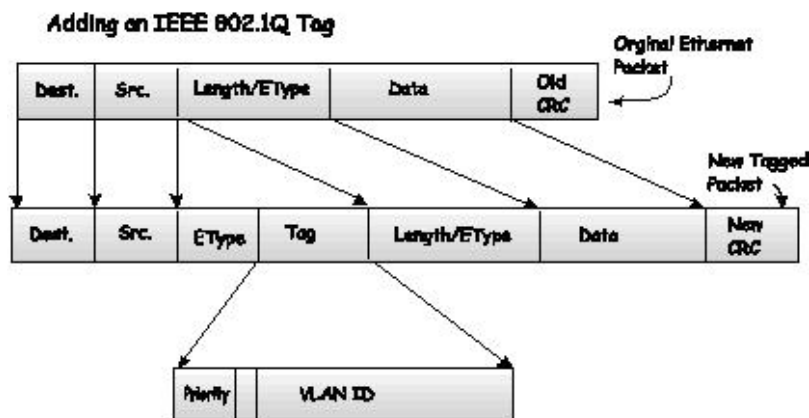 Adding an IEEE 802.1Q Tag
Orginal Ethernet
Packet
Dest. Src. Length/EType Data Old
CRC
New Tagged
Packet
Dest. Src. EType Tag Length/EType Data New
CRC
Priority VLAN ID